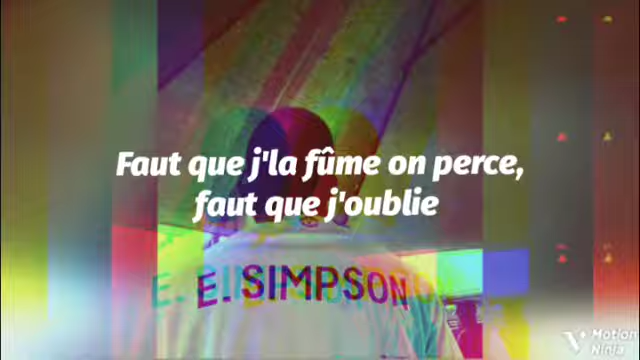 Faut que j'la fûme on perce,
faut que j'oublie
E. SIMPSON
Motion
Ninja